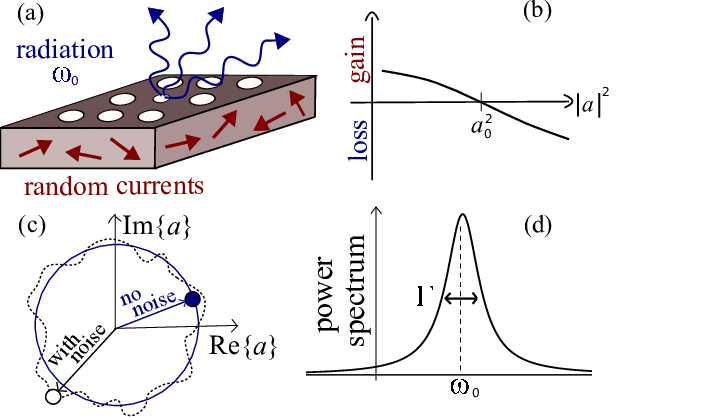 (a)
radiation
ω₀
random currents
(b)
gain
loss
|a|²
a₀²
(c)
Im{a}
Re{a}
no
noise
with
noise
(d)
power
spectrum
Γ
ω₀